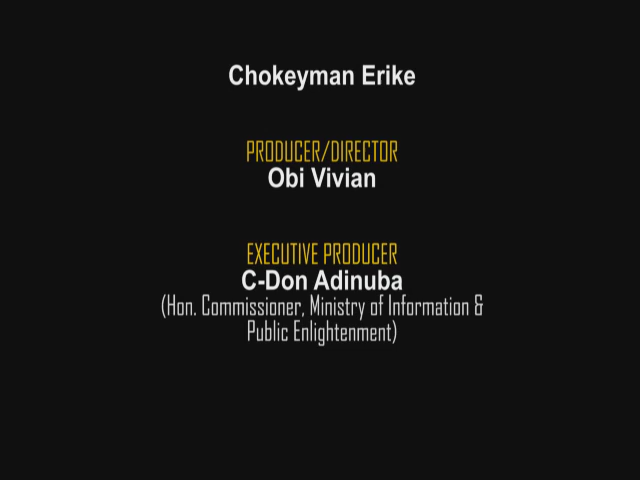 Chokeyman Erike
PRODUCER/DIRECTOR
Obi Vivian
EXECUTIVE PRODUCER
C-Don Adinuba
(Hon. Commissioner, Ministry of Information &
Public Enlightenment)